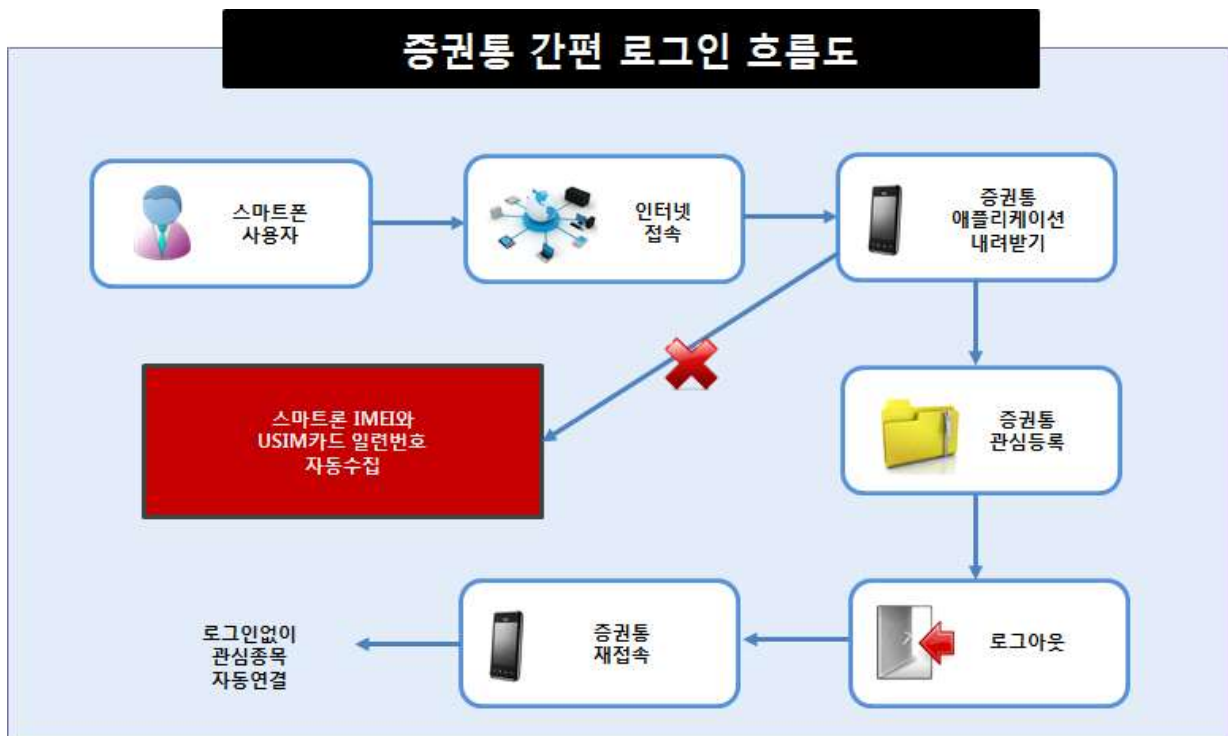 증권통 간편 로그인 흐름도
스마트폰
사용자
인터넷
접속
증권통
애플리케이션
내려받기
스마트론 IMEI와
USIM카드 일련번호
자동수집
증권통
관심등록
로그인없이
관심종목
자동연결
증권통
재접속
로그아웃